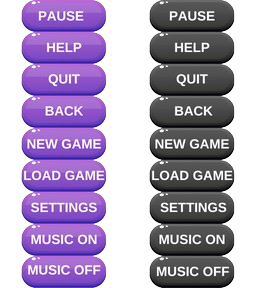 PAUSE PAUSE
HELP HELP
QUIT QUIT
BACK BACK
NEW GAME NEW GAME
LOAD GAME LOAD GAME
SETTINGS SETTINGS
MUSIC ON MUSIC ON
MUSIC OFF MUSIC OFF